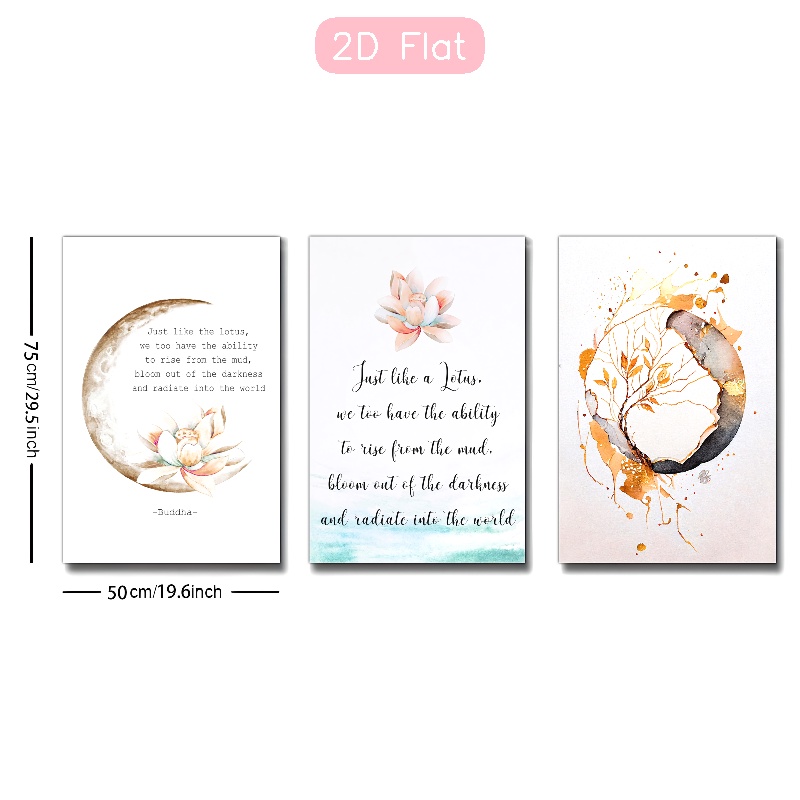 2D Flat
75cm/29.5inch
Just like the lotus,
we too have the ability
to rise from the mud,
bloom out of the darkness
and radiate into the world
-Buddha-
50cm/19.6inch
Just like a Lotus,
we too have the ability
to rise from the mud,
bloom out of the darkness
and radiate into the world